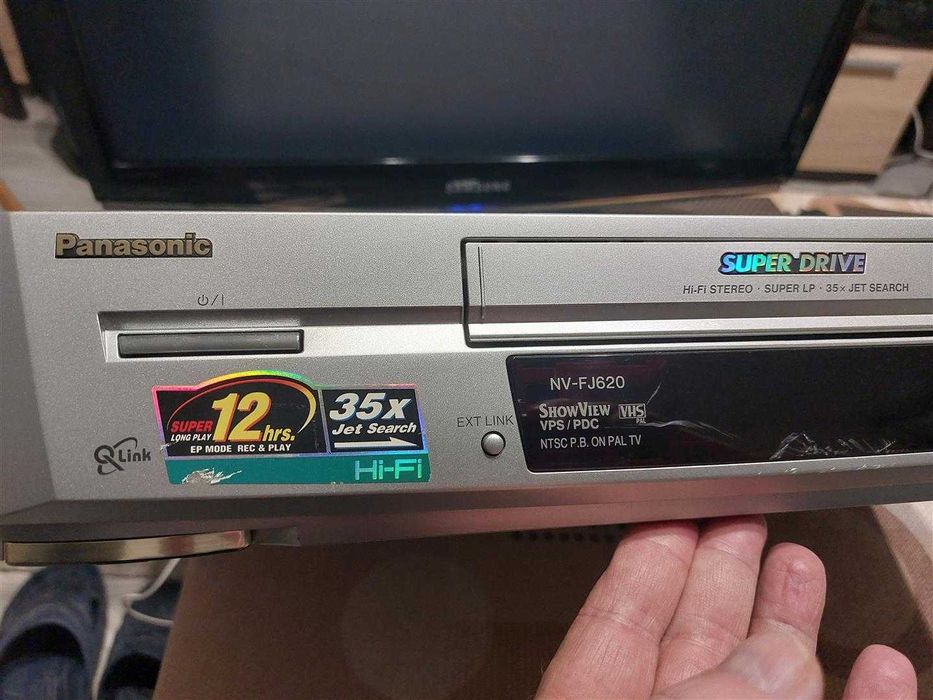 Panasonic
SUPER DRIVE
Hi-Fi STEREO · SUPER LP · 35x JET SEARCH
⏻/I
NV-FJ620
SHOWVIEW VHS
PAL
VPS / PDC
NTSC P.B. ON PAL TV
EXT LINK
SUPER
LONG PLAY
12hrs.
EP MODE REC & PLAY
35x
Jet Search
Hi-Fi
Q Link